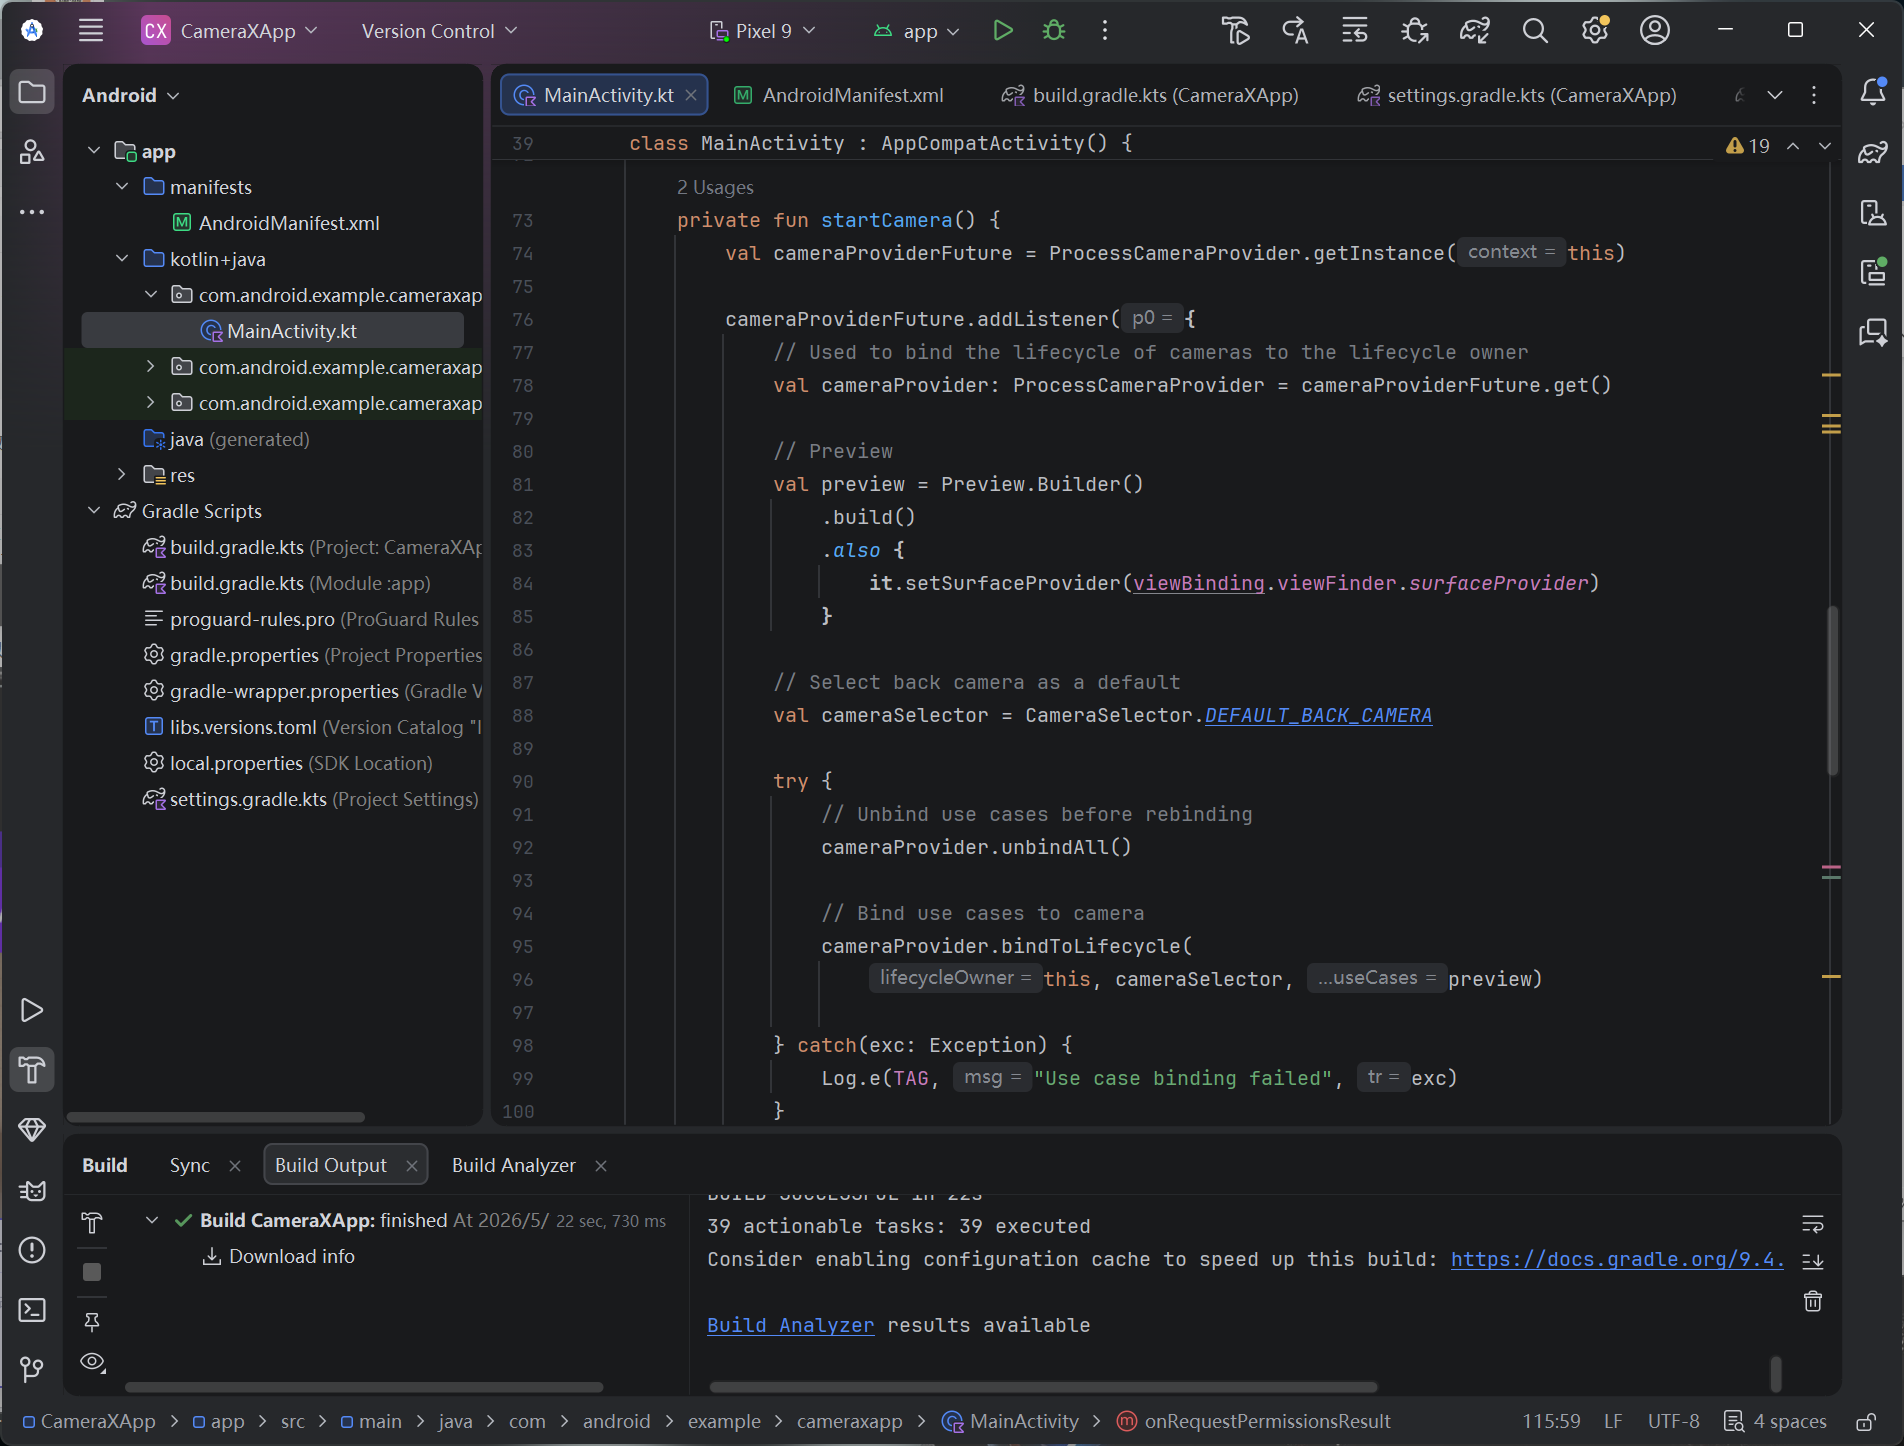 CX CameraXApp Version Control Pixel 9 app
Android
app
manifests
AndroidManifest.xml
kotlin+java
com.android.example.cameraxap
MainActivity.kt
com.android.example.cameraxap
com.android.example.cameraxap
java (generated)
res
Gradle Scripts
build.gradle.kts (Project: CameraXAp
build.gradle.kts (Module :app)
proguard-rules.pro (ProGuard Rules
gradle.properties (Project Properties
gradle-wrapper.properties (Gradle V
libs.versions.toml (Version Catalog "l
local.properties (SDK Location)
settings.gradle.kts (Project Settings)
MainActivity.kt AndroidManifest.xml build.gradle.kts (CameraXApp) settings.gradle.kts (CameraXApp)
39 class MainActivity : AppCompatActivity() { 19
2 Usages
73 private fun startCamera() {
74 val cameraProviderFuture = ProcessCameraProvider.getInstance( context = this)
75
76 cameraProviderFuture.addListener( p0 = {
77 // Used to bind the lifecycle of cameras to the lifecycle owner
78 val cameraProvider: ProcessCameraProvider = cameraProviderFuture.get()
79
80 // Preview
81 val preview = Preview.Builder()
82 .build()
83 .also {
84 it.setSurfaceProvider(viewBinding.viewFinder.surfaceProvider)
85 }
86
87 // Select back camera as a default
88 val cameraSelector = CameraSelector.DEFAULT_BACK_CAMERA
89
90 try {
91 // Unbind use cases before rebinding
92 cameraProvider.unbindAll()
93
94 // Bind use cases to camera
95 cameraProvider.bindToLifecycle(
96 lifecycleOwner = this, cameraSelector, ...useCases = preview)
97
98 } catch(exc: Exception) {
99 Log.e(TAG, msg = "Use case binding failed", tr = exc)
100 }
Build Sync Build Output Build Analyzer
Build CameraXApp: finished At 2026/5/ 22 sec, 730 ms
Download info
BUILD SUCCESSFUL in 22s
39 actionable tasks: 39 executed
Consider enabling configuration cache to speed up this build: https://docs.gradle.org/9.4.
Build Analyzer results available
CameraXApp > app > src > main > java > com > android > example > cameraxapp > MainActivity > onRequestPermissionsResult 115:59 LF UTF-8 4 spaces